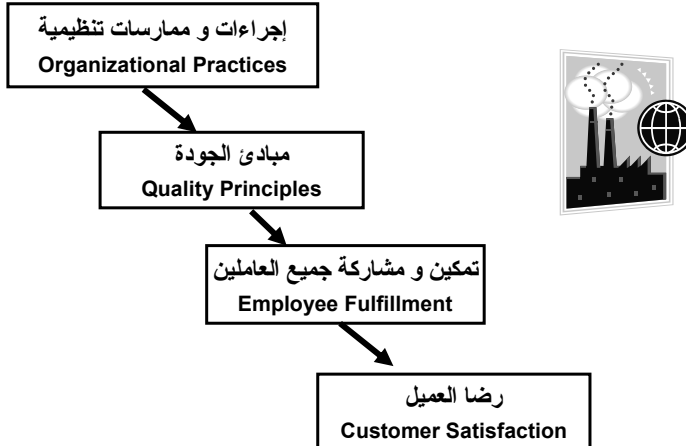 إجراءات و ممارسات تنظيمية
Organizational Practices
مبادئ الجودة
Quality Principles
تمكين و مشاركة جميع العاملين
Employee Fulfillment
رضا العميل
Customer Satisfaction